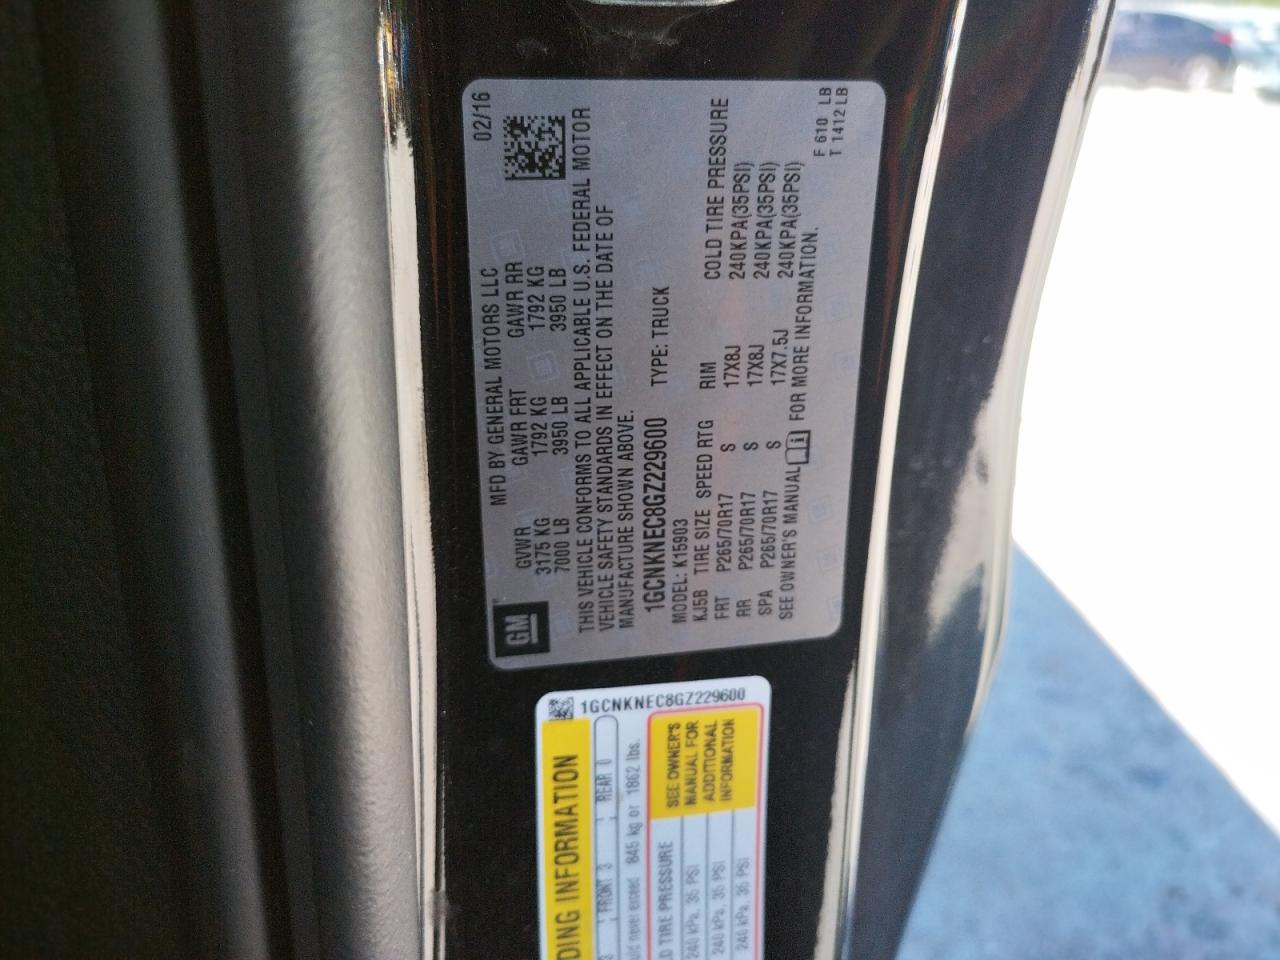 MFD BY GENERAL MOTORS LLC 02/16
GM
GVWR GAWR FRT GAWR RR
3175 KG 1792 KG 1792 KG
7000 LB 3950 LB 3950 LB
THIS VEHICLE CONFORMS TO ALL APPLICABLE U.S. FEDERAL MOTOR
VEHICLE SAFETY STANDARDS IN EFFECT ON THE DATE OF
MANUFACTURE SHOWN ABOVE.
1GCNKNEC8GZ229600 TYPE: TRUCK
MODEL: K15903
KJ5B TIRE SIZE SPEED RTG RIM COLD TIRE PRESSURE
FRT P265/70R17 S 17X8J 240KPA(35PSI)
RR P265/70R17 S 17X8J 240KPA(35PSI)
SPA P265/70R17 S 17X7.5J 240KPA(35PSI)
SEE OWNER'S MANUAL FOR MORE INFORMATION.
F 610 LB
T 1412 LB
1GCNKNEC8GZ229600
DING INFORMATION
FRONT 3 REAR 0
never exceed 845 kg or 1862 lbs.
TIRE PRESSURE
240 kPa, 35 PSI
240 kPa, 35 PSI
240 kPa, 35 PSI
SEE OWNER'S
MANUAL FOR
ADDITIONAL
INFORMATION